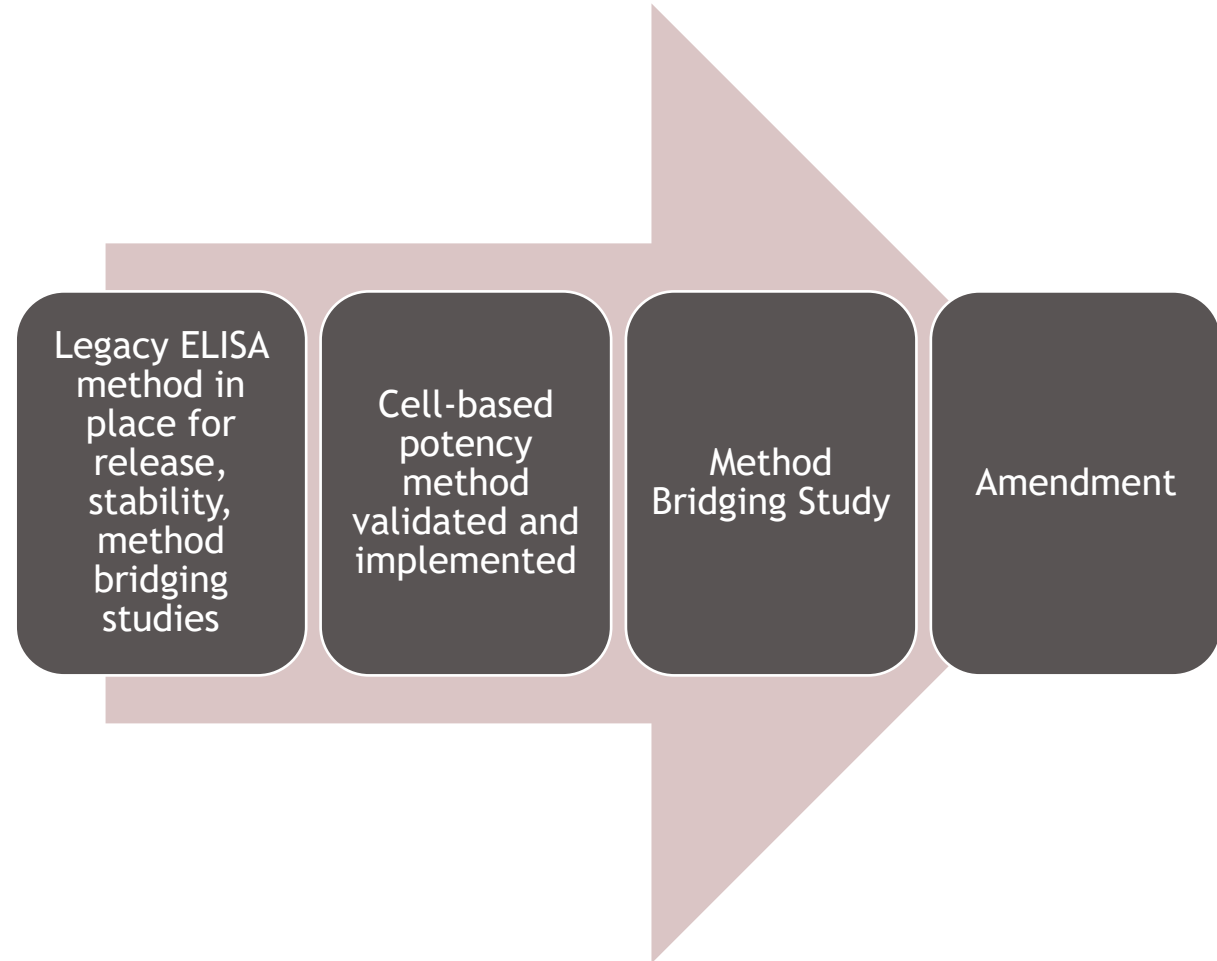 Legacy ELISA
method in
place for
release,
stability,
method
bridging
studies
Cell-based
potency
method
validated and
implemented
Method
Bridging Study
Amendment